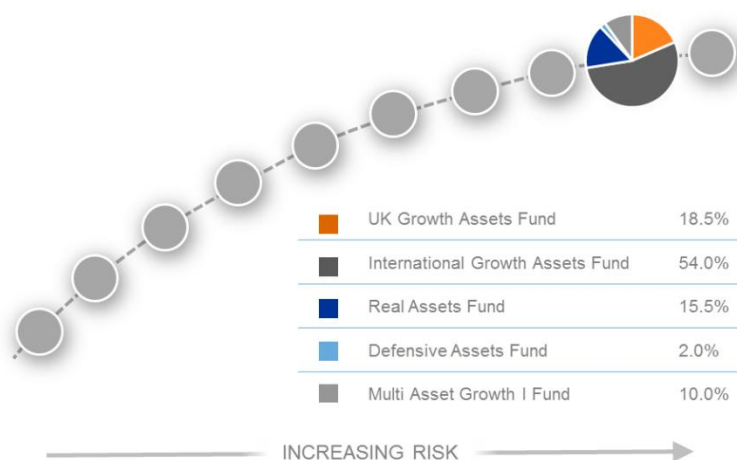 UK Growth Assets Fund 18.5%
International Growth Assets Fund 54.0%
Real Assets Fund 15.5%
Defensive Assets Fund 2.0%
Multi Asset Growth I Fund 10.0%
INCREASING RISK